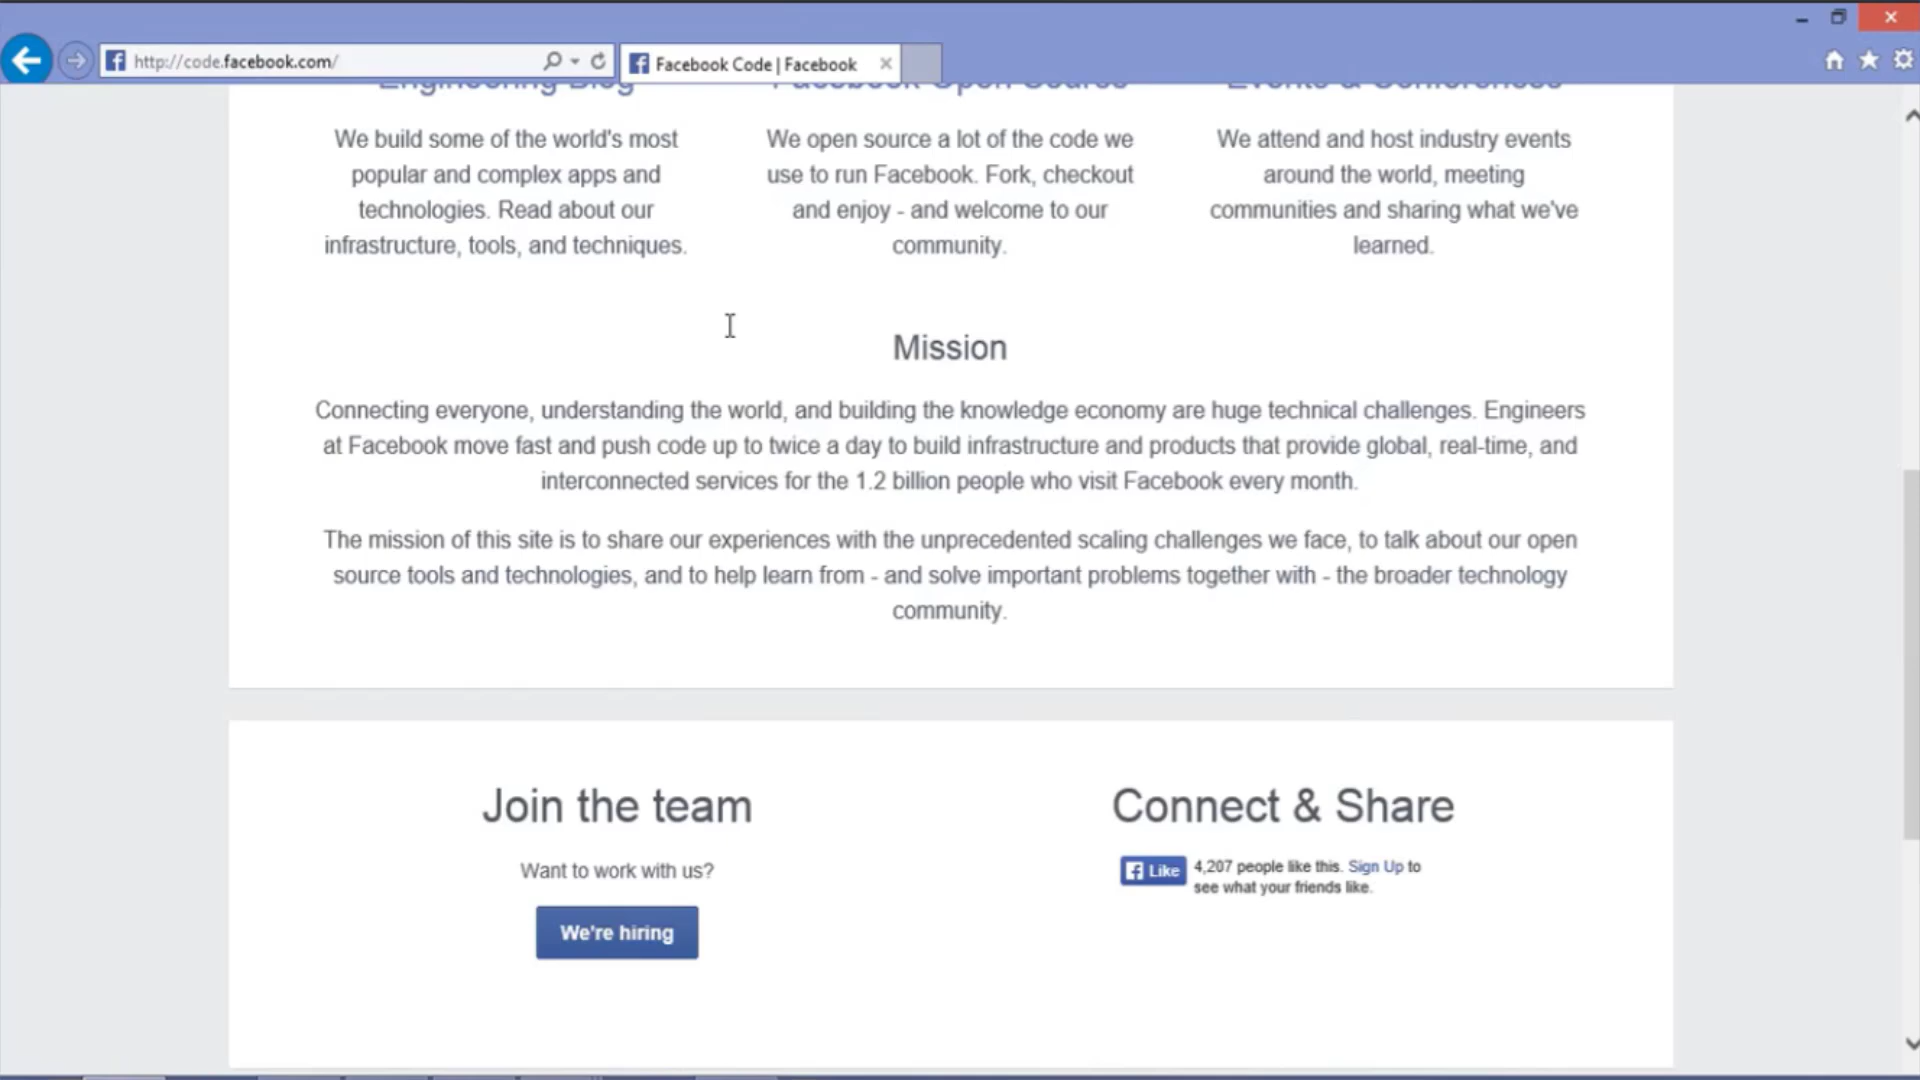 http://code.facebook.com/
Facebook Code | Facebook
Engineering Blog
Facebook Open Source
Events & Conferences
We build some of the world's most
popular and complex apps and
technologies. Read about our
infrastructure, tools, and techniques.
We open source a lot of the code we
use to run Facebook. Fork, checkout
and enjoy - and welcome to our
community.
We attend and host industry events
around the world, meeting
communities and sharing what we've
learned.
Mission
Connecting everyone, understanding the world, and building the knowledge economy are huge technical challenges. Engineers
at Facebook move fast and push code up to twice a day to build infrastructure and products that provide global, real-time, and
interconnected services for the 1.2 billion people who visit Facebook every month.
The mission of this site is to share our experiences with the unprecedented scaling challenges we face, to talk about our open
source tools and technologies, and to help learn from - and solve important problems together with - the broader technology
community.
Join the team
Want to work with us?
We're hiring
Connect & Share
Like
4,207 people like this. Sign Up to
see what your friends like.